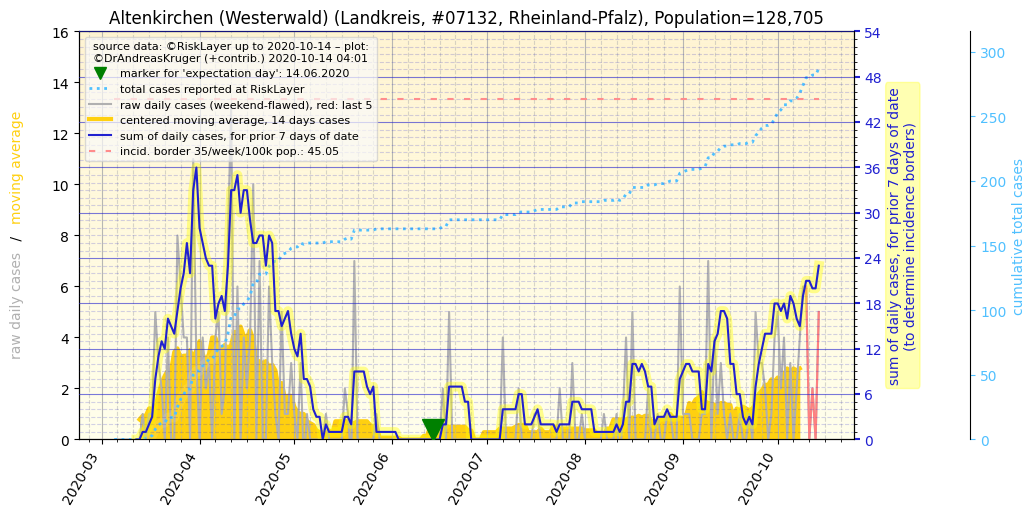 Altenkirchen (Westerwald) (Landkreis, #07132, Rheinland-Pfalz), Population=128,705
source data: ©RiskLayer up to 2020-10-14 – plot:
©DrAndreasKruger (+contrib.) 2020-10-14 04:01
marker for 'expectation day': 14.06.2020
total cases reported at RiskLayer
raw daily cases (weekend-flawed), red: last 5
centered moving average, 14 days cases
sum of daily cases, for prior 7 days of date
incid. border 35/week/100k pop.: 45.05
raw daily cases / moving average
16
14
12
10
8
6
4
2
0
54
48
42
36
30
24
18
12
6
0
sum of daily cases, for prior 7 days of date
(to determine incidence borders)
300
250
200
150
100
50
0
cumulative total cases
2020-03
2020-04
2020-05
2020-06
2020-07
2020-08
2020-09
2020-10